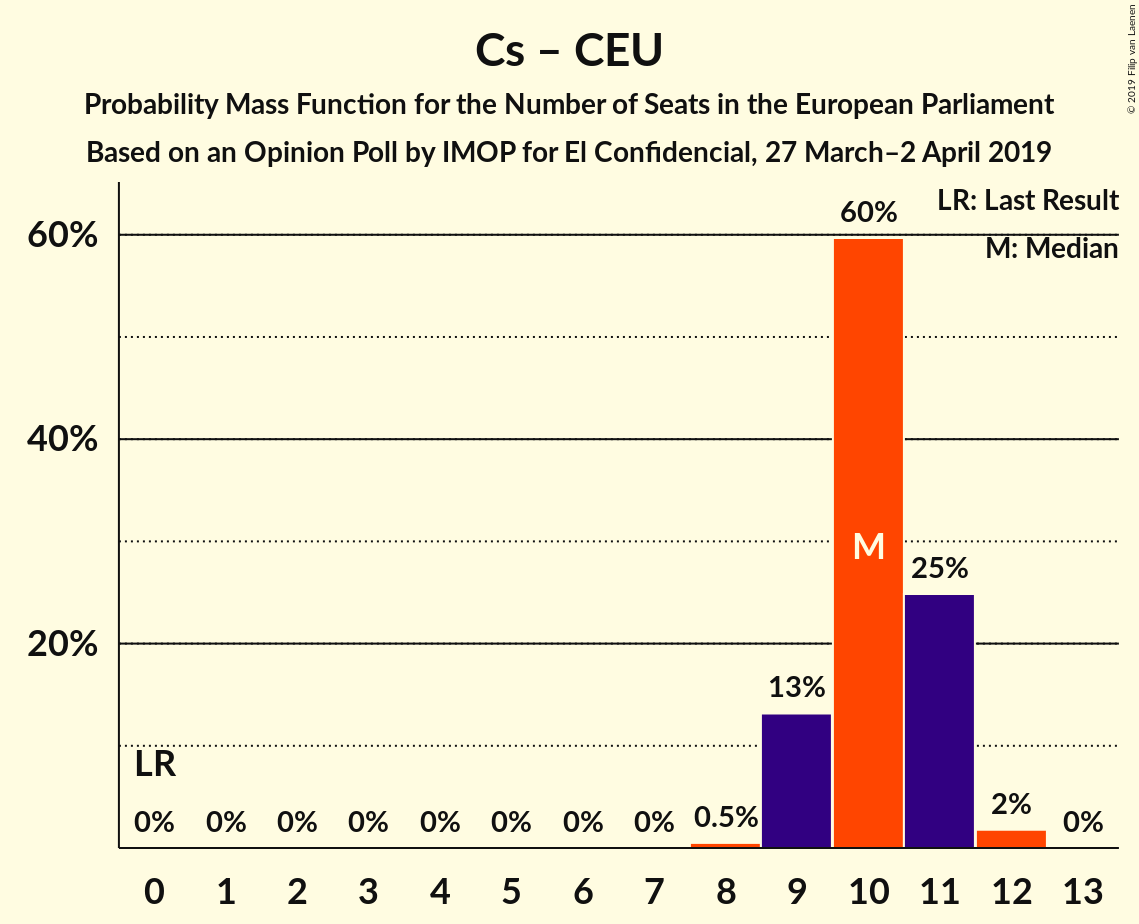 Cs – CEU
Probability Mass Function for the Number of Seats in the European Parliament
Based on an Opinion Poll by IMOP for El Confidencial, 27 March–2 April 2019
© 2019 Filip van Laenen
LR: Last Result
M: Median
60%
40%
20%
60%
M
25%
13%
LR
0% 0% 0% 0% 0% 0% 0% 0% 0.5% 2% 0%
0 1 2 3 4 5 6 7 8 9 10 11 12 13